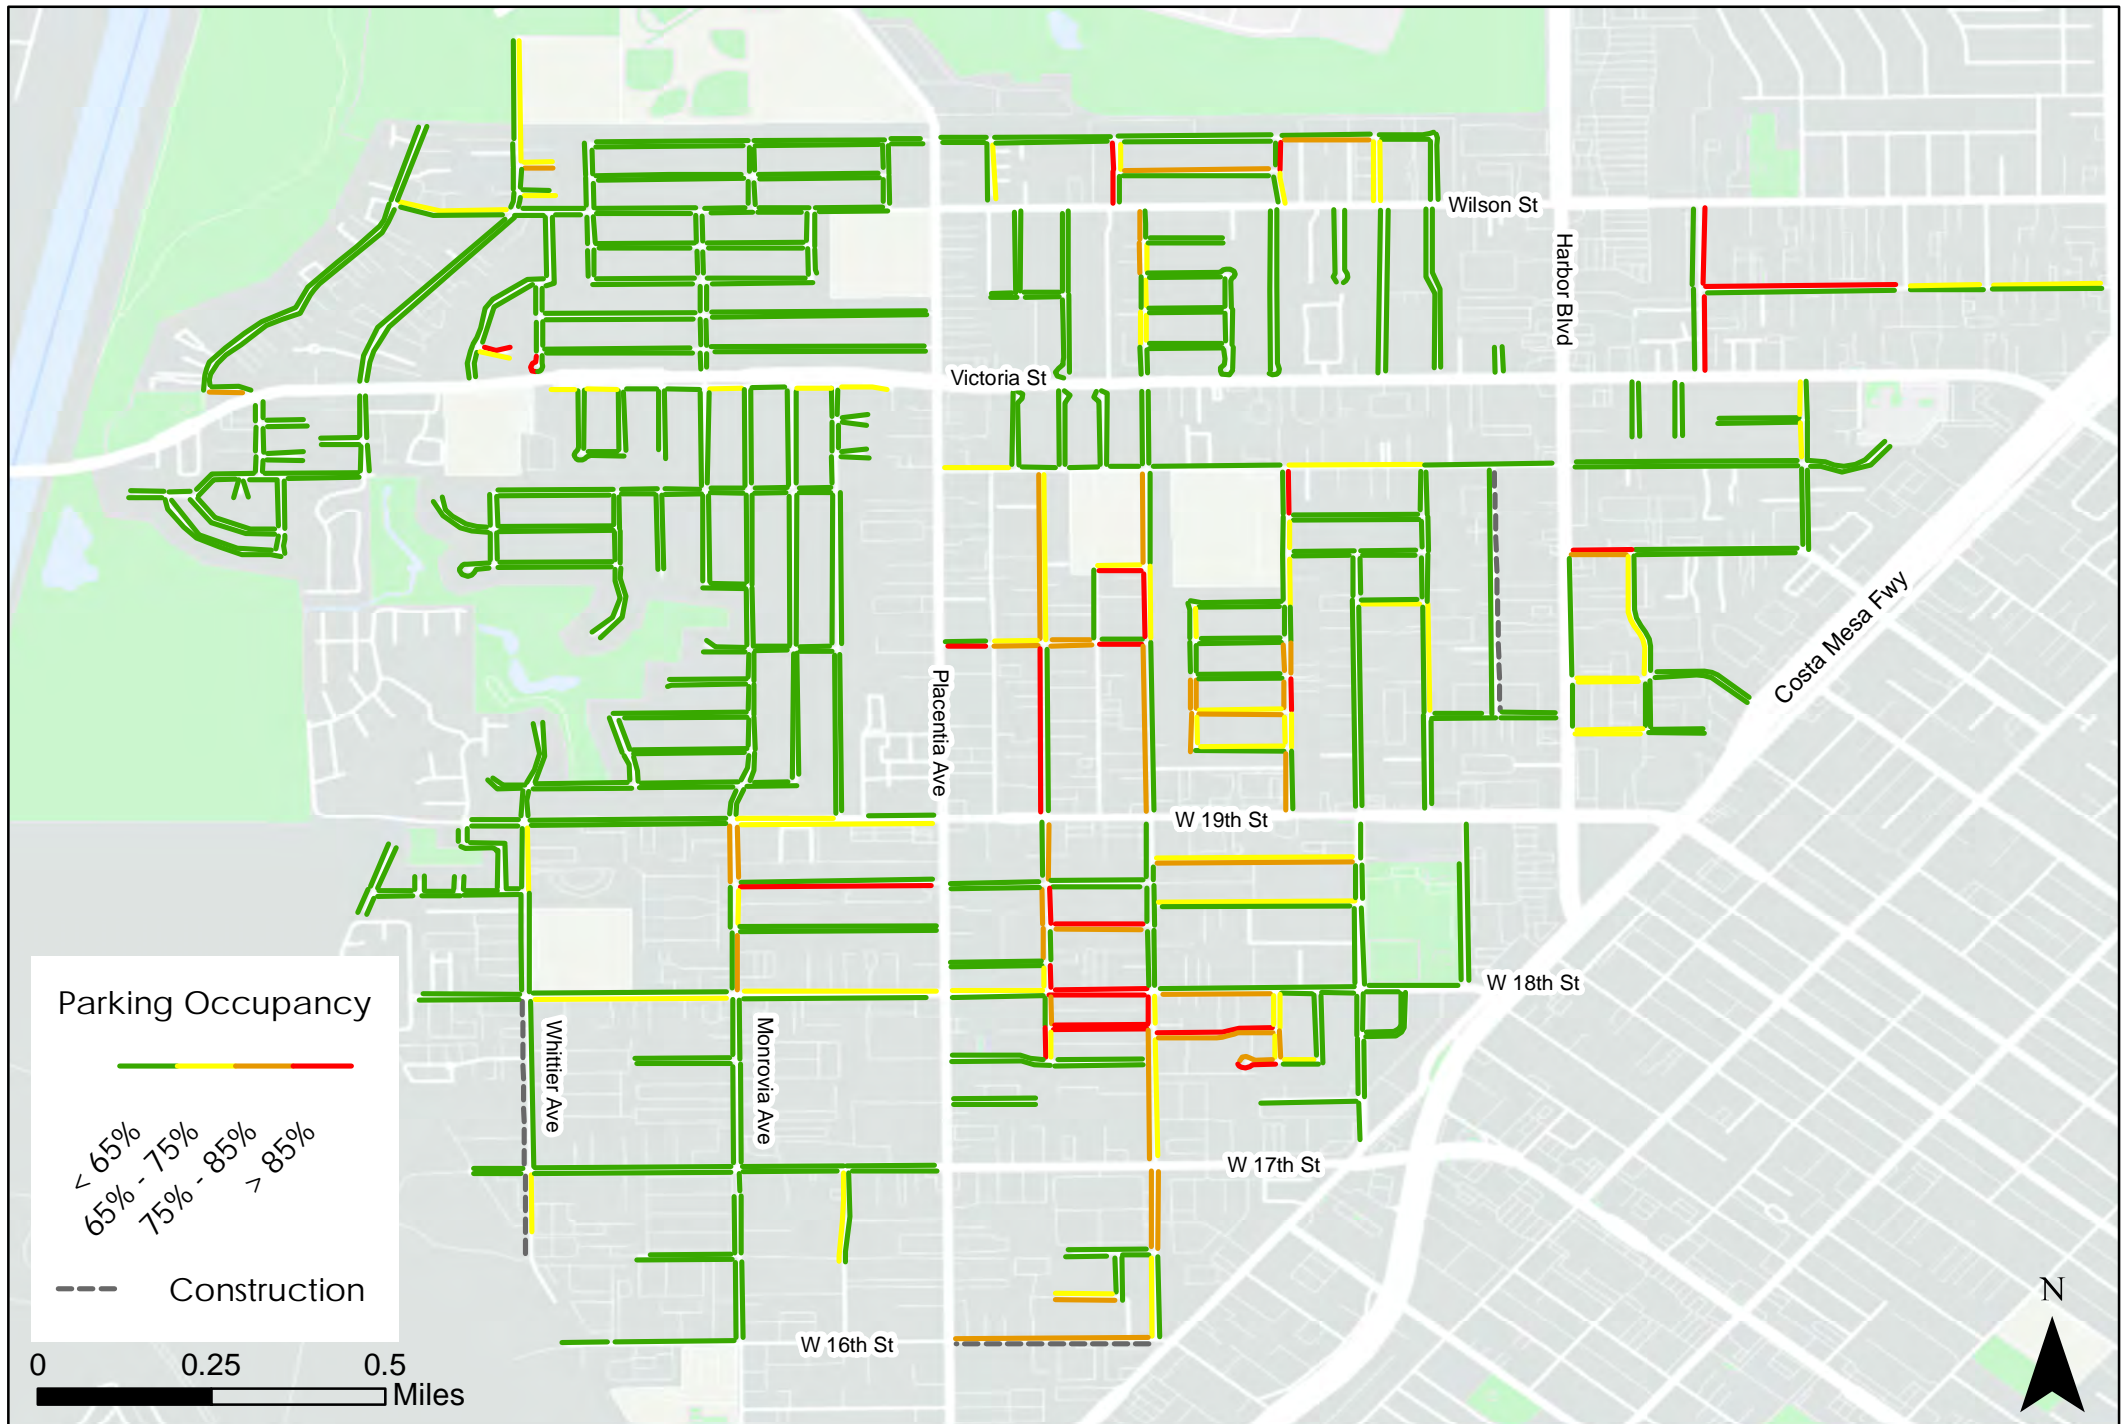 Wilson St
Harbor Blvd
Victoria St
Costa Mesa Fwy
Placentia Ave
W 19th St
W 18th St
Parking Occupancy
< 65%
65% - 75%
75% - 85%
> 85%
Construction
Whittier Ave
Monrovia Ave
W 17th St
W 16th St
N
0 0.25 0.5
Miles